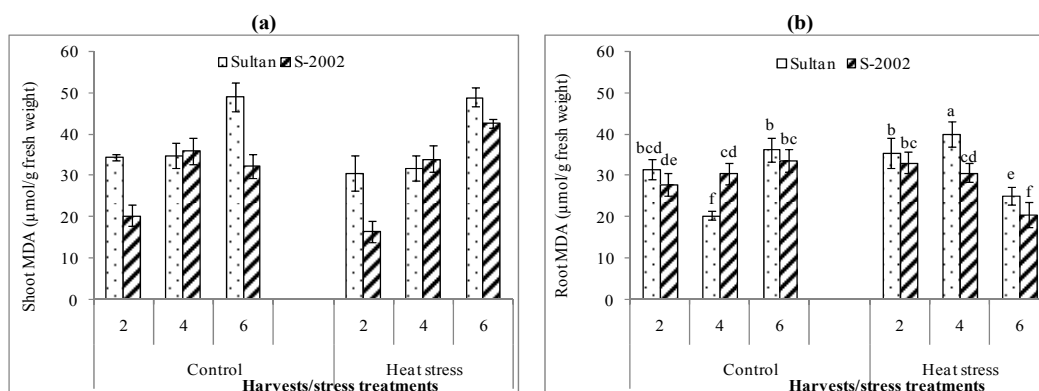 (a)
60
50
40
30
20
10
0
Shoot MDA (µmol/g fresh weight)
Sultan S-2002
2 4 6 2 4 6
Control Heat stress
Harvests/stress treatments
(b)
60
50
40
30
20
10
0
Root MDA (µmol/g fresh weight)
Sultan S-2002
bcd de f cd b bc b bc a cd e f
2 4 6 2 4 6
Control Heat stress
Harvests/stress treatments